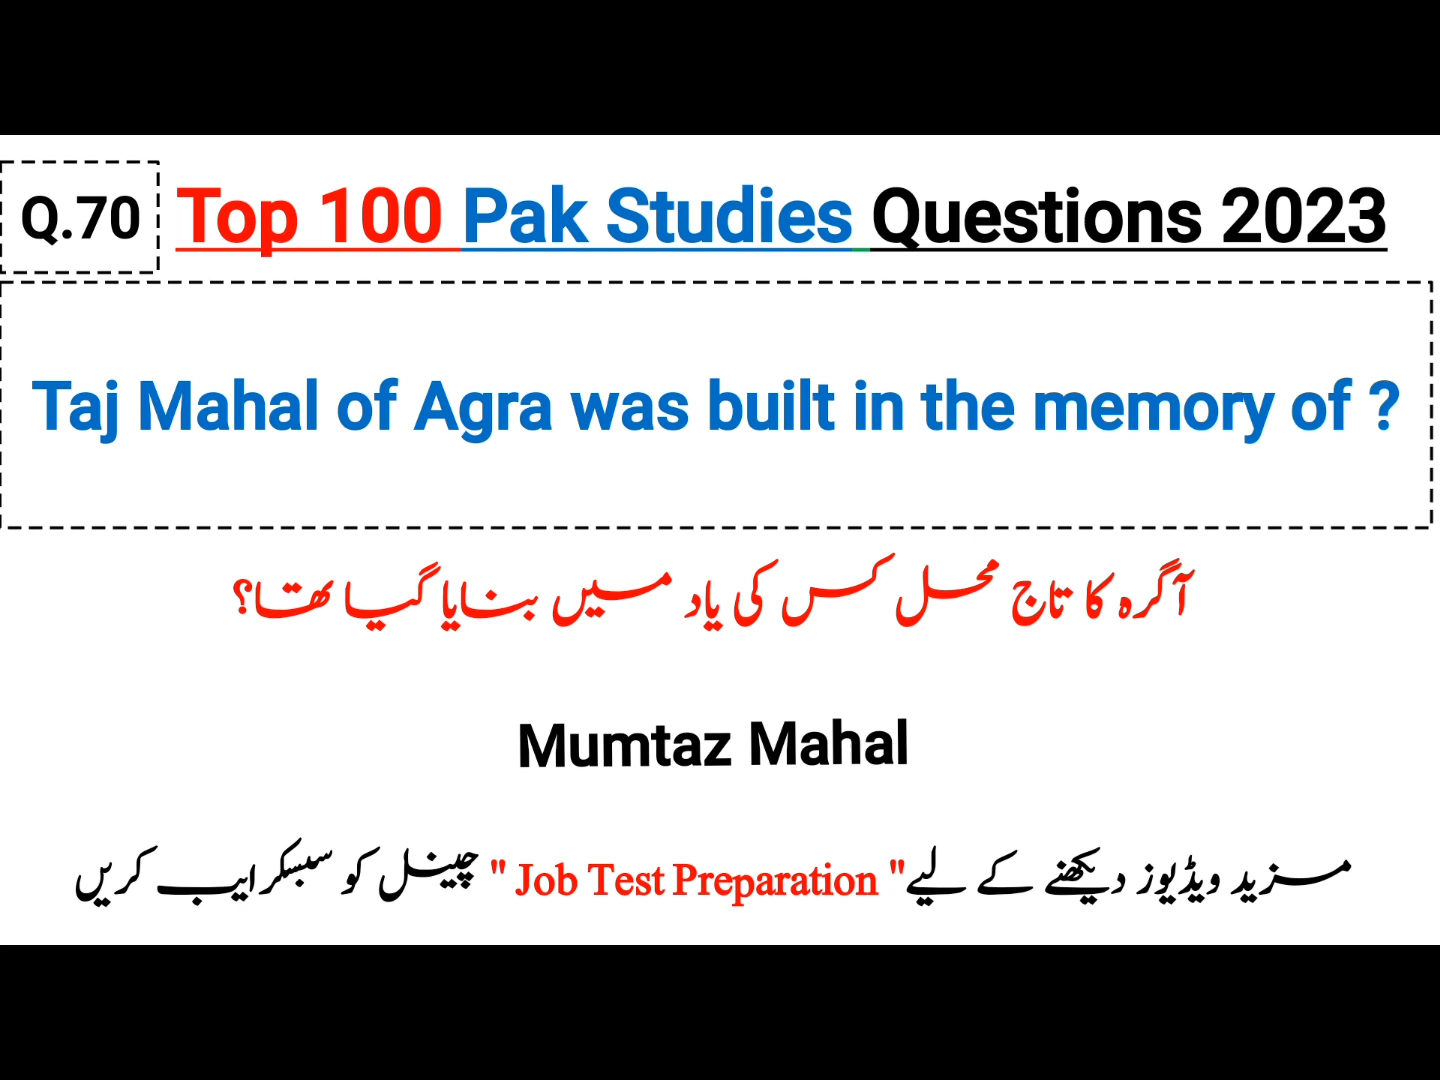 Q.70 Top 100 Pak Studies Questions 2023
Taj Mahal of Agra was built in the memory of ?
آگرہ کا تاج محل کس کی یاد میں بنایا گیا تھا؟
Mumtaz Mahal
مزید ویڈیوز دیکھنے کے لیے" Job Test Preparation " چینل کو سبسکرایب کریں